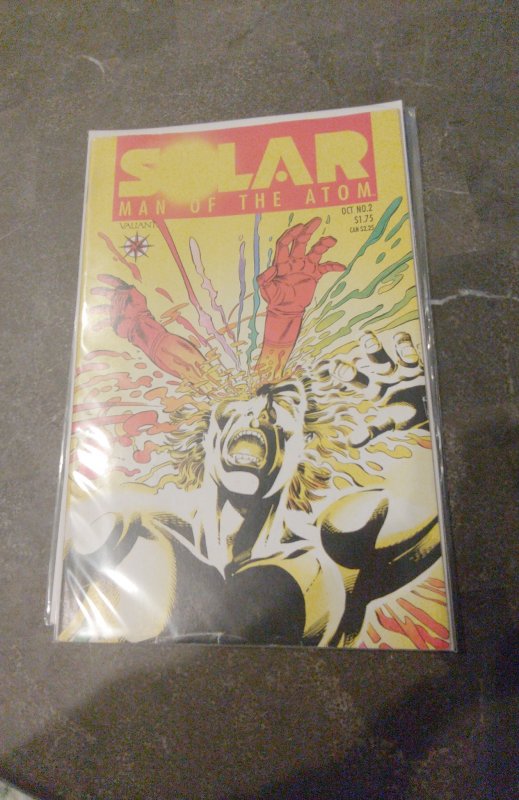 SOLAR
MAN OF THE ATOM
VALIANT
OCT NO.2
$1.75
CAN $2.25